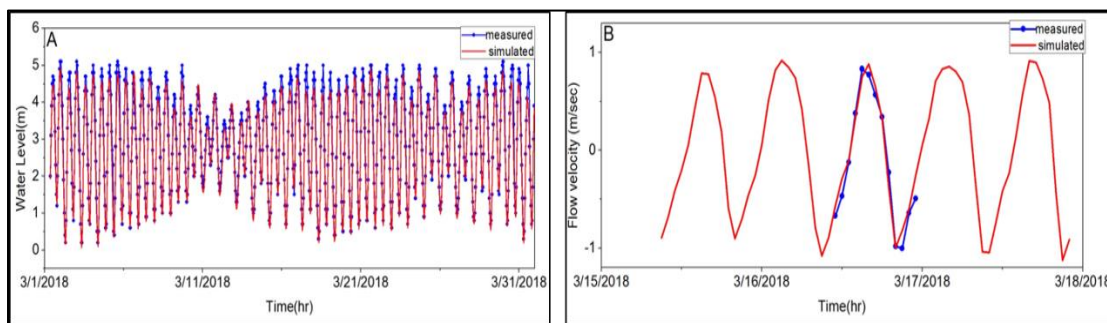 A
measured
simulated
6
5
4
3
2
1
0
Water Level(m)
3/1/2018
3/11/2018
3/21/2018
3/31/2018
Time(hr)
B
measured
simulated
1
0
-1
Flow velocity (m/sec)
3/15/2018
3/16/2018
3/17/2018
3/18/2018
Time(hr)